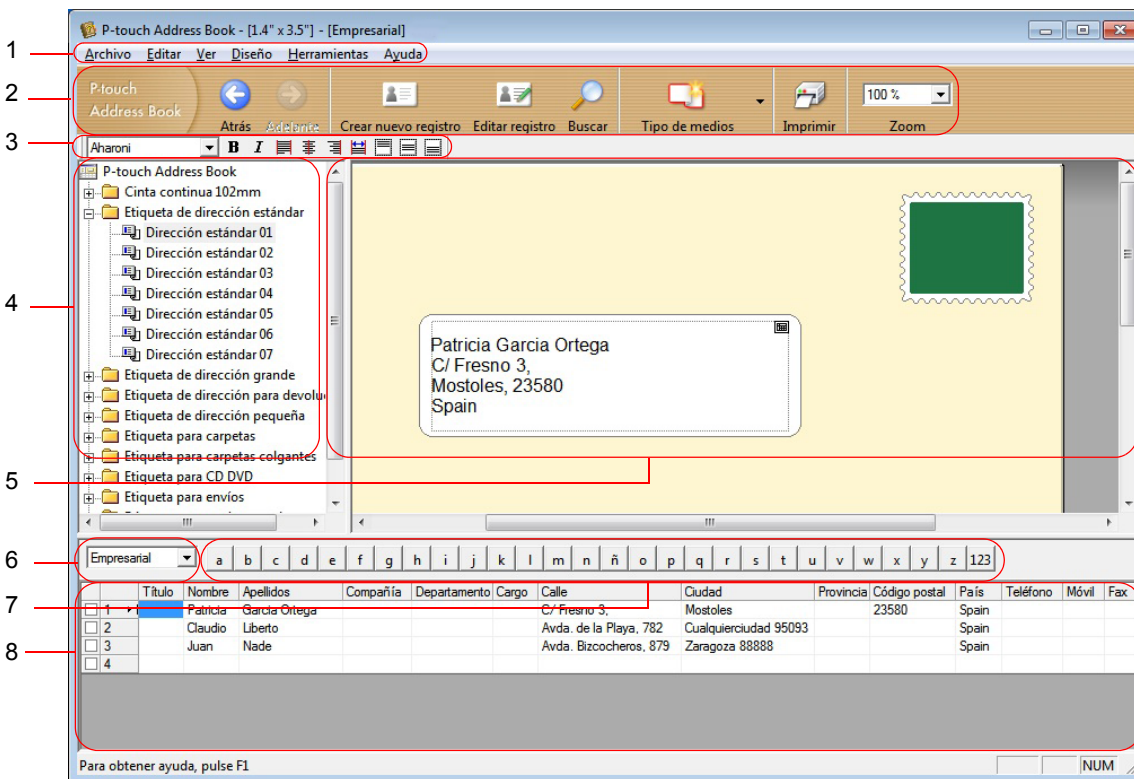 P-touch Address Book - [1.4" x 3.5"] - [Empresarial]
1
Archivo Editar Ver Diseño Herramientas Ayuda
2
P-touch
Address Book
Atrás Adelante Crear nuevo registro Editar registro Buscar Tipo de medios Imprimir 100 % Zoom
3
Aharoni B I
P-touch Address Book
Cinta continua 102mm
Etiqueta de dirección estándar
Dirección estándar 01
Dirección estándar 02
Dirección estándar 03
4
Dirección estándar 04
Dirección estándar 05
Dirección estándar 06
Dirección estándar 07
Etiqueta de dirección grande
Etiqueta de dirección para devolu
Etiqueta de dirección pequeña
Etiqueta para carpetas
Etiqueta para carpetas colgantes
5
Etiqueta para CD DVD
Etiqueta para envíos
Patricia Garcia Ortega
C/ Fresno 3,
Mostoles, 23580
Spain
6
Empresarial a b c d e f g h i j k l m n ñ o p q r s t u v w x y z 123
7
Título Nombre Apellidos Compañía Departamento Cargo Calle Ciudad Provincia Código postal País Teléfono Móvil Fax
1 Patricia Garcia Ortega C/ Fresno 3, Mostoles 23580 Spain
2 Claudio Liberto Avda. de la Playa, 782 Cualquierciudad 95093 Spain
8
3 Juan Nade Avda. Bizcocheros, 879 Zaragoza 88888 Spain
4
Para obtener ayuda, pulse F1 NUM